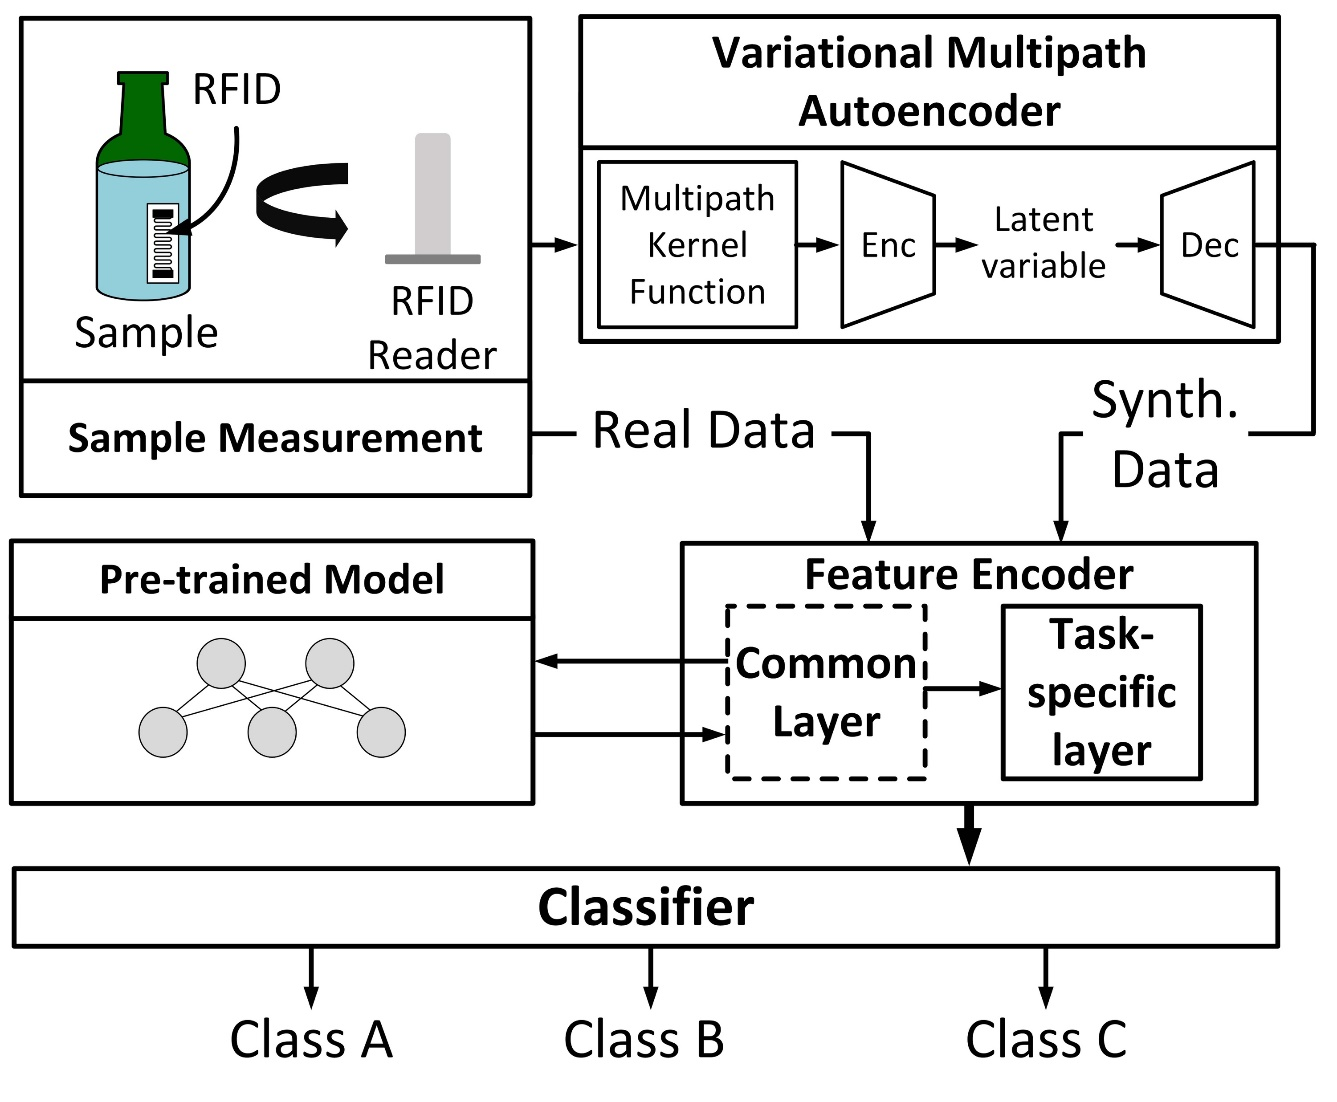 RFID
Sample
RFID
Reader
Sample Measurement
Variational Multipath
Autoencoder
Multipath
Kernel
Function
Enc
Latent
variable
Dec
Real Data
Synth.
Data
Pre-trained Model
Feature Encoder
Common
Layer
Task-
specific
layer
Classifier
Class A
Class B
Class C